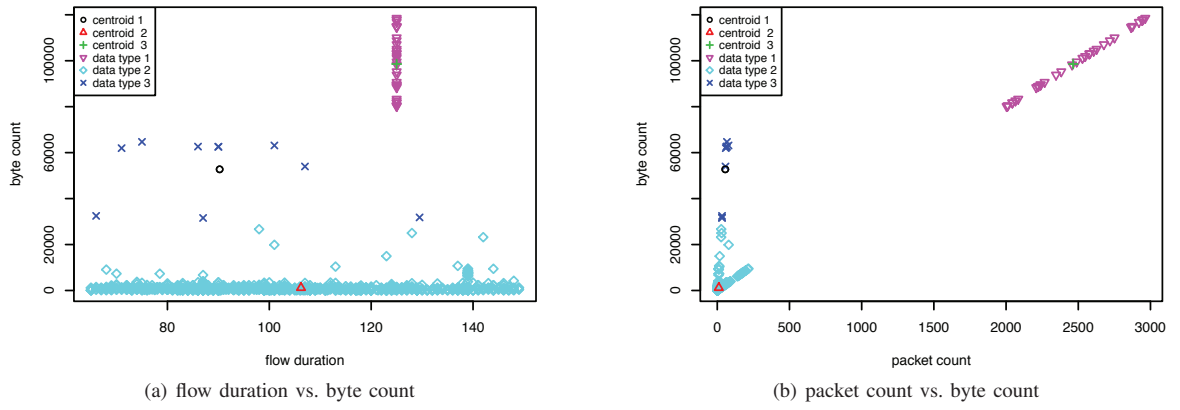 centroid 1
centroid 2
centroid 3
data type 1
data type 2
data type 3
byte count
0
20000
60000
100000
80
100
120
140
flow duration
(a) flow duration vs. byte count
centroid 1
centroid 2
centroid 3
data type 1
data type 2
data type 3
byte count
0
20000
60000
100000
0
500
1000
1500
2000
2500
3000
packet count
(b) packet count vs. byte count